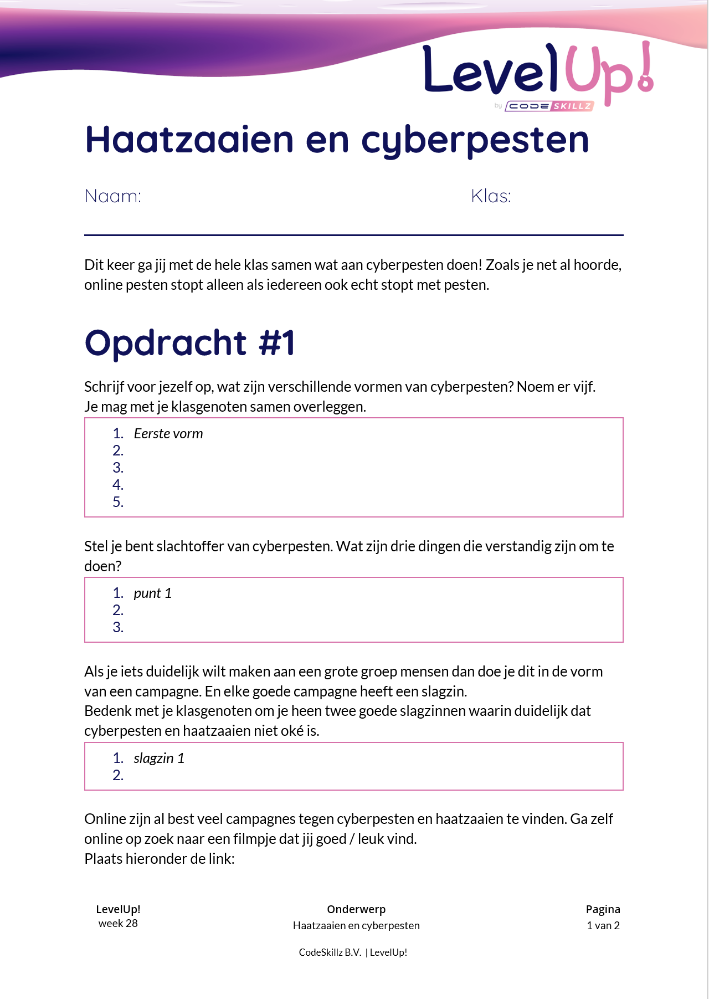 LevelUp!
by CODE SKILLZ
Haatzaaien en cyberpesten
Naam: Klas:
Dit keer ga jij met de hele klas samen wat aan cyberpesten doen! Zoals je net al hoorde,
online pesten stopt alleen als iedereen ook echt stopt met pesten.
Opdracht #1
Schrijf voor jezelf op, wat zijn verschillende vormen van cyberpesten? Noem er vijf.
Je mag met je klasgenoten samen overleggen.
1. Eerste vorm
2.
3.
4.
5.
Stel je bent slachtoffer van cyberpesten. Wat zijn drie dingen die verstandig zijn om te
doen?
1. punt 1
2.
3.
Als je iets duidelijk wilt maken aan een grote groep mensen dan doe je dit in de vorm
van een campagne. En elke goede campagne heeft een slagzin.
Bedenk met je klasgenoten om je heen twee goede slagzinnen waarin duidelijk dat
cyberpesten en haatzaaien niet oké is.
1. slagzin 1
2.
Online zijn al best veel campagnes tegen cyberpesten en haatzaaien te vinden. Ga zelf
online op zoek naar een filmpje dat jij goed / leuk vind.
Plaats hieronder de link:
LevelUp! Onderwerp Pagina
week 28 Haatzaaien en cyberpesten 1 van 2
CodeSkillz B.V. | LevelUp!